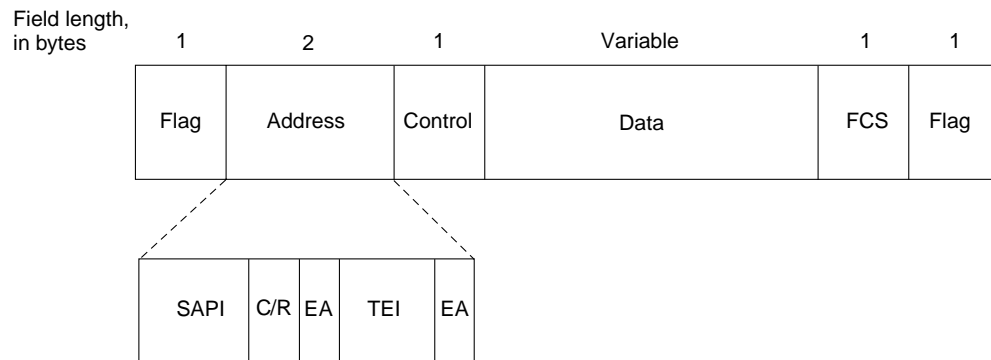 Field length,
in bytes
1 2 1 Variable 1 1
Flag Address Control Data FCS Flag
SAPI C/R EA TEI EA